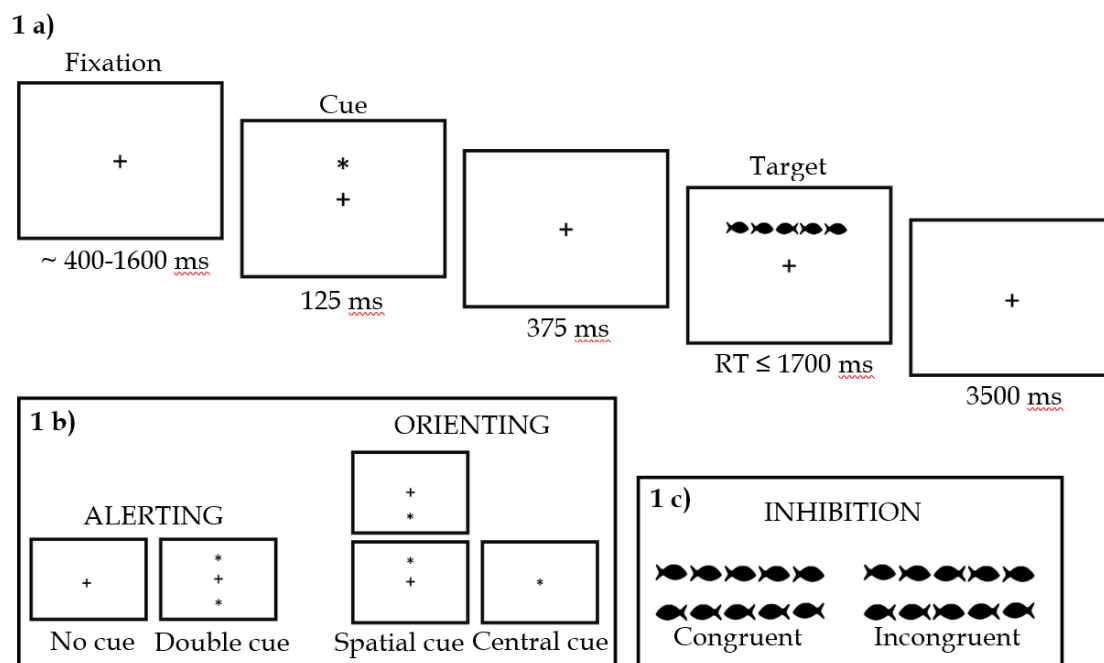 1 a)
Fixation
~ 400-1600 ms
Cue
125 ms
375 ms
Target
RT ≤ 1700 ms
3500 ms
1 b)
ALERTING
No cue
Double cue
ORIENTING
Spatial cue
Central cue
1 c)
INHIBITION
Congruent
Incongruent